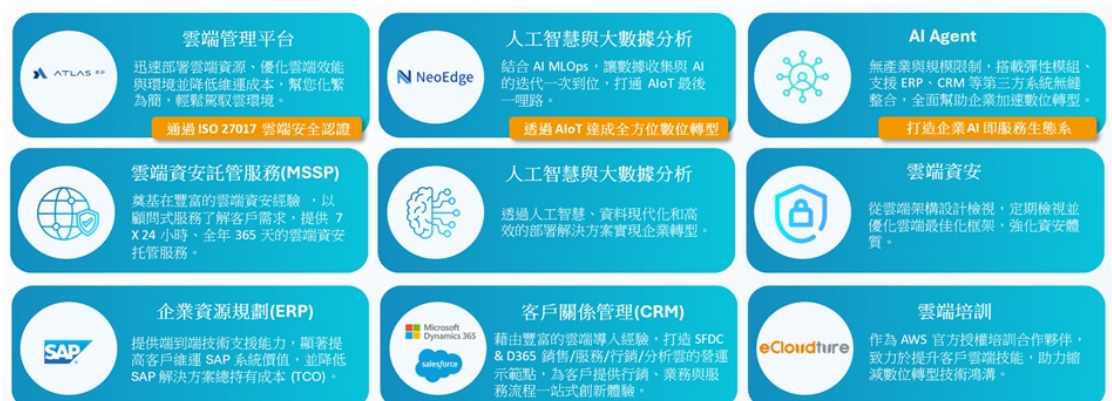 雲端管理平台
ATLAS 2.0
迅速部署雲端資源、優化雲端效能
與環境並降低維運成本，幫您化繁
為簡，輕鬆駕馭雲環境。
通過 ISO 27017 雲端安全認證
人工智慧與大數據分析
NeoEdge
結合 AI MLOps，讓數據收集與 AI
的迭代一次到位，打通 AIoT 最後
一哩路。
透過 AIoT 達成全方位數位轉型
AI Agent
無產業與規模限制，搭載彈性模組、
支援 ERP、CRM 等第三方系統無縫
整合，全面幫助企業加速數位轉型。
打造企業 AI 即服務生態系
雲端資安託管服務(MSSP)
奠基在豐富的雲端資安經驗 ，以
顧問式服務了解客戶需求，提供 7
X 24 小時、全年 365 天的雲端資安
托管服務。
人工智慧與大數據分析
透過人工智慧、資料現代化和高
效的部署解決方案實現企業轉型。
雲端資安
從雲端架構設計檢視，定期檢視並
優化雲端最佳化框架，強化資安體
質。
企業資源規劃(ERP)
SAP
提供端到端技術支援能力，顯著提
高客戶維運 SAP 系統價值，並降低
SAP 解決方案總持有成本 (TCO)。
客戶關係管理(CRM)
Microsoft
Dynamics 365
salesforce
藉由豐富的雲端導入經驗，打造 SFDC
& D365 銷售/服務/行銷/分析雲的營運
示範點，為客戶提供行銷、業務與服
務流程一站式創新體驗。
雲端培訓
eCloudture
作為 AWS 官方授權培訓合作夥伴，
致力於提升客戶雲端技能，助力縮
減數位轉型技術鴻溝。